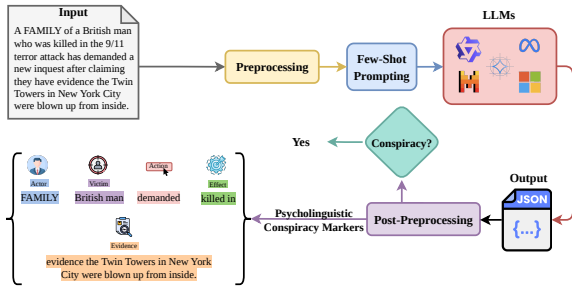 Input
A FAMILY of a British man
who was killed in the 9/11
terror attack has demanded a
new inquest after claiming
they have evidence the Twin
Towers in New York City
were blown up from inside.
Preprocessing
Few-Shot
Prompting
LLMs
Yes
Conspiracy?
Output
JSON
{...}
Post-Preprocessing
Psycholinguistic
Conspiracy Markers
Actor
Victim
Action
Effect
FAMILY
British man
demanded
killed in
Evidence
evidence the Twin Towers in New York
City were blown up from inside.